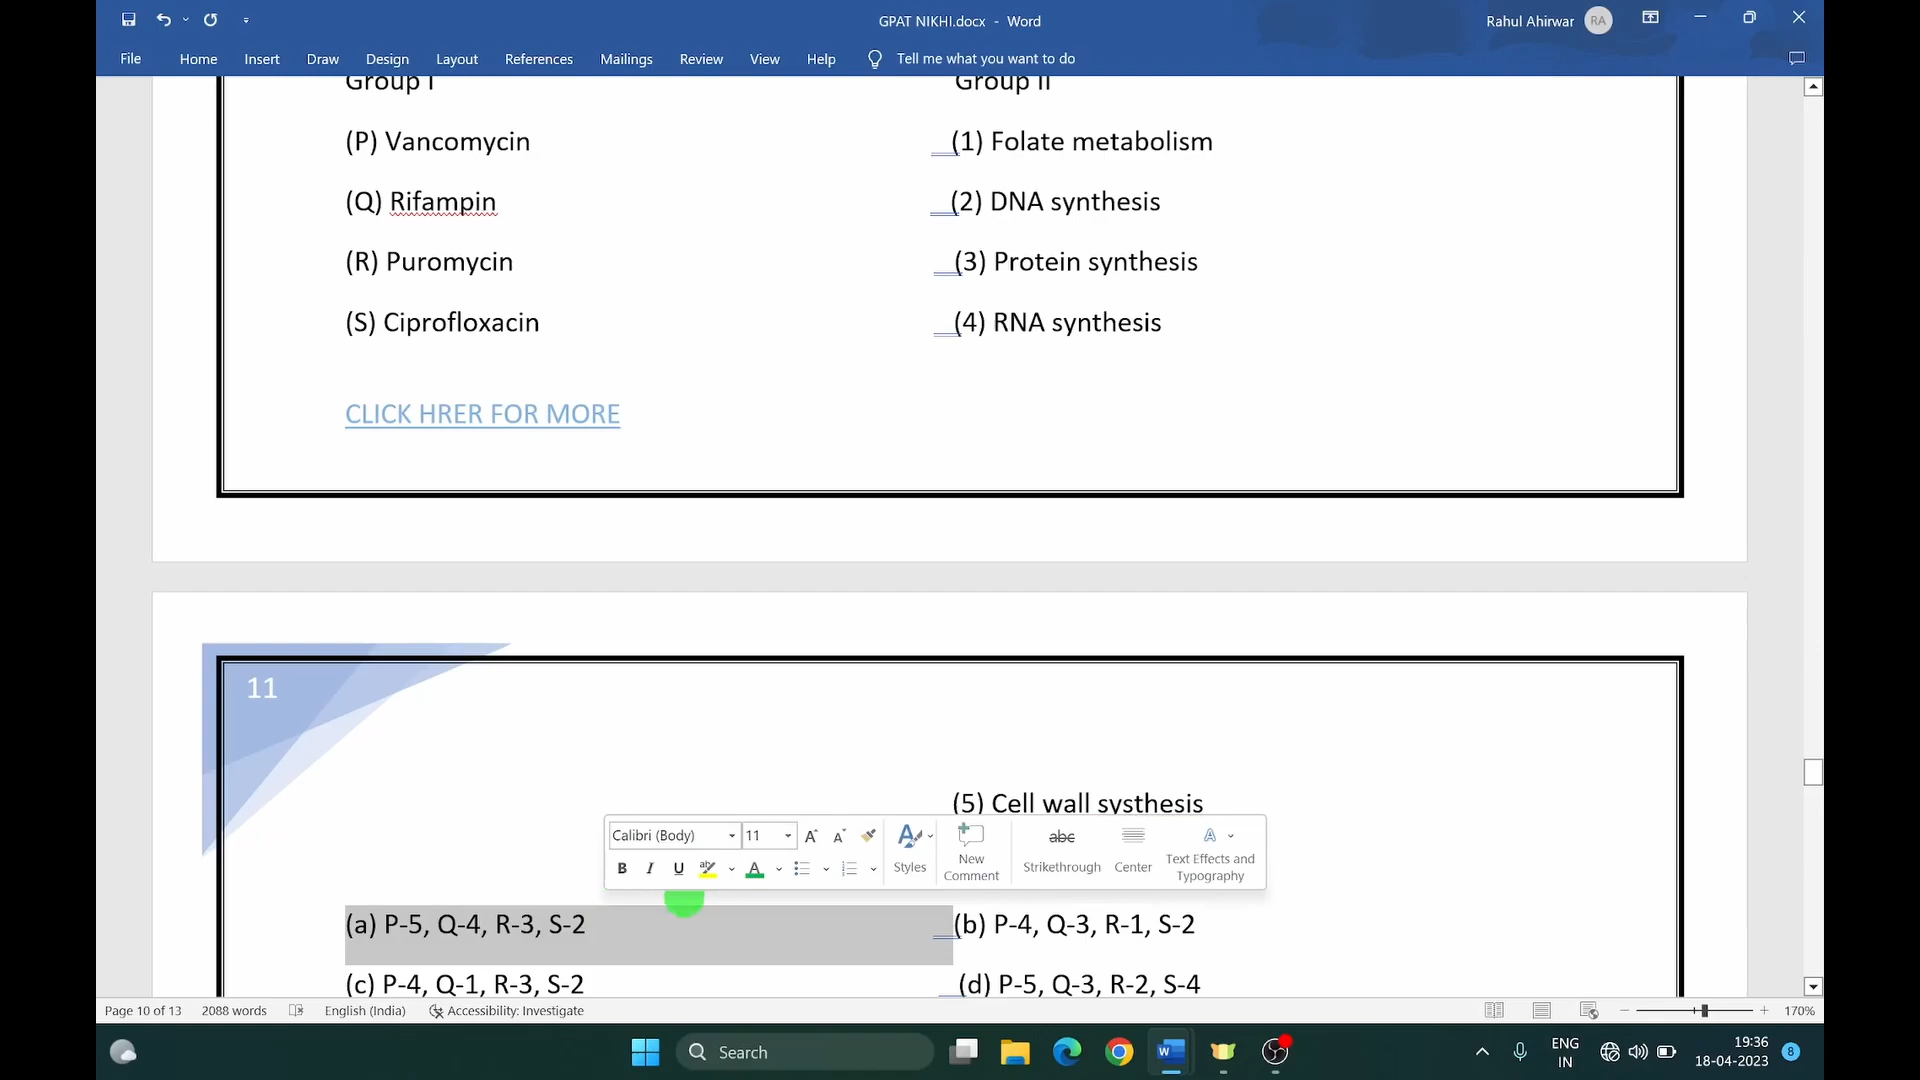 GPAT NIKHI.docx - Word
Rahul Ahirwar RA
File Home Insert Draw Design Layout References Mailings Review View Help Tell me what you want to do
Group I Group II
(P) Vancomycin (1) Folate metabolism
(Q) Rifampin (2) DNA synthesis
(R) Puromycin (3) Protein synthesis
(S) Ciprofloxacin (4) RNA synthesis
CLICK HRER FOR MORE
11
(5) Cell wall systhesis
Calibri (Body) 11
Styles New Comment Strikethrough Center Text Effects and Typography
(a) P-5, Q-4, R-3, S-2 (b) P-4, Q-3, R-1, S-2
(c) P-4, Q-1, R-3, S-2 (d) P-5, Q-3, R-2, S-4
Page 10 of 13 2088 words English (India) Accessibility: Investigate 170%
Search
ENG
IN
19:36
18-04-2023
8